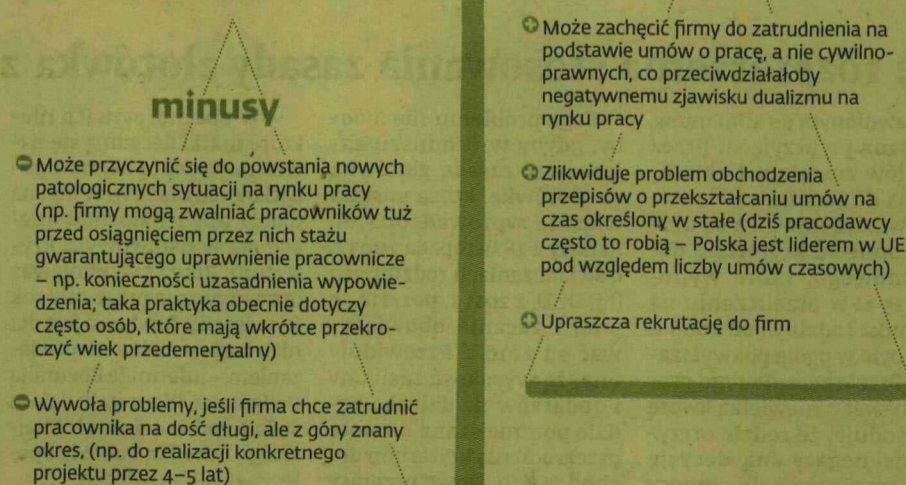 minusy
Może przyczynić się do powstania nowych
patologicznych sytuacji na rynku pracy
(np. firmy mogą zwalniać pracowników tuż
przed osiągnięciem przez nich stażu
gwarantującego uprawnienie pracownicze
– np. konieczności uzasadnienia wypowie-
dzenia; taka praktyka obecnie dotyczy
często osób, które mają wkrótce przekro-
czyć wiek przedemerytalny)
Wywoła problemy, jeśli firma chce zatrudnić
pracownika na dość długi, ale z góry znany
okres, (np. do realizacji konkretnego
projektu przez 4–5 lat)
Może zachęcić firmy do zatrudnienia na
podstawie umów o pracę, a nie cywilno-
prawnych, co przeciwdziałałoby
negatywnemu zjawisku dualizmu na
rynku pracy
Zlikwiduje problem obchodzenia
przepisów o przekształcaniu umów na
czas określony w stałe (dziś pracodawcy
często to robią – Polska jest liderem w UE
pod względem liczby umów czasowych)
Upraszcza rekrutację do firm